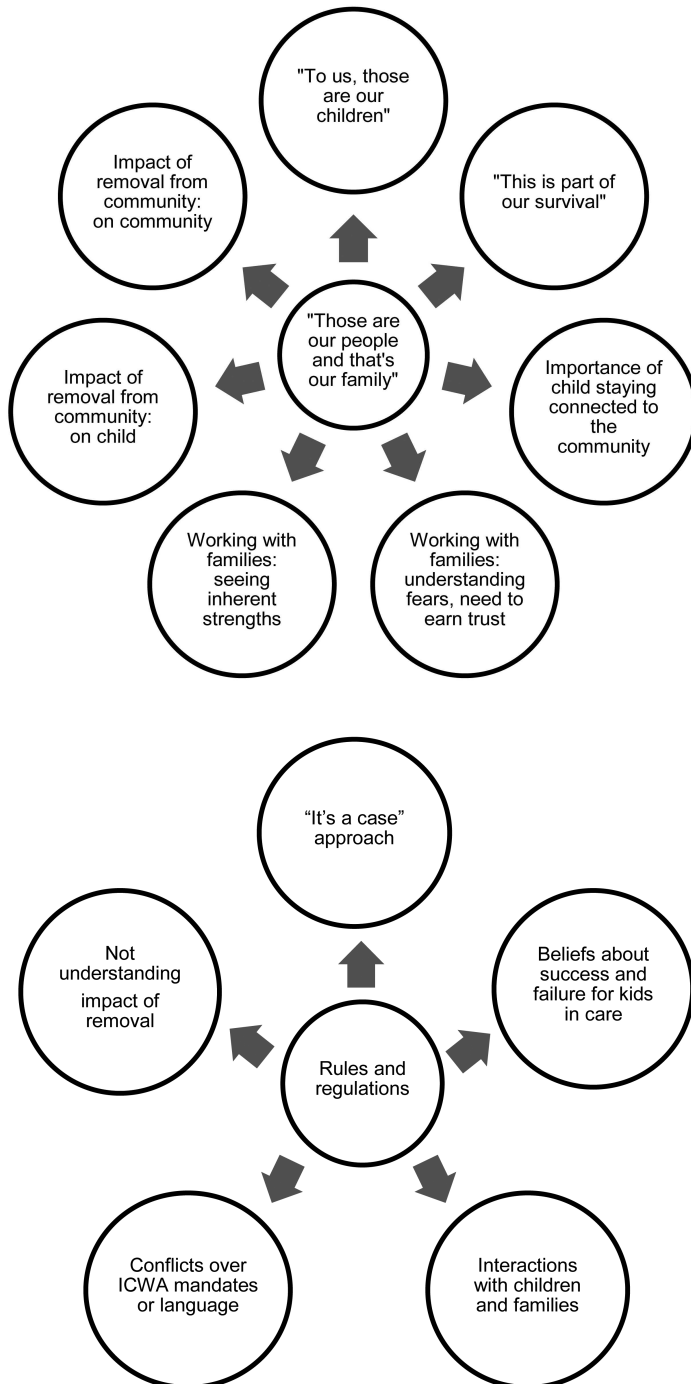 "To us, those
are our
children"
Impact of
removal from
community:
on community
"This is part of
our survival"
"Those are
our people
and that's
our family"
Impact of
removal from
community:
on child
Importance of
child staying
connected to
the
community
Working with
families:
seeing
inherent
strengths
Working with
families:
understanding
fears, need to
earn trust
“It’s a case”
approach
Not
understanding
impact of
removal
Beliefs about
success and
failure for kids
in care
Rules and
regulations
Conflicts over
ICWA mandates
or language
Interactions
with children
and families